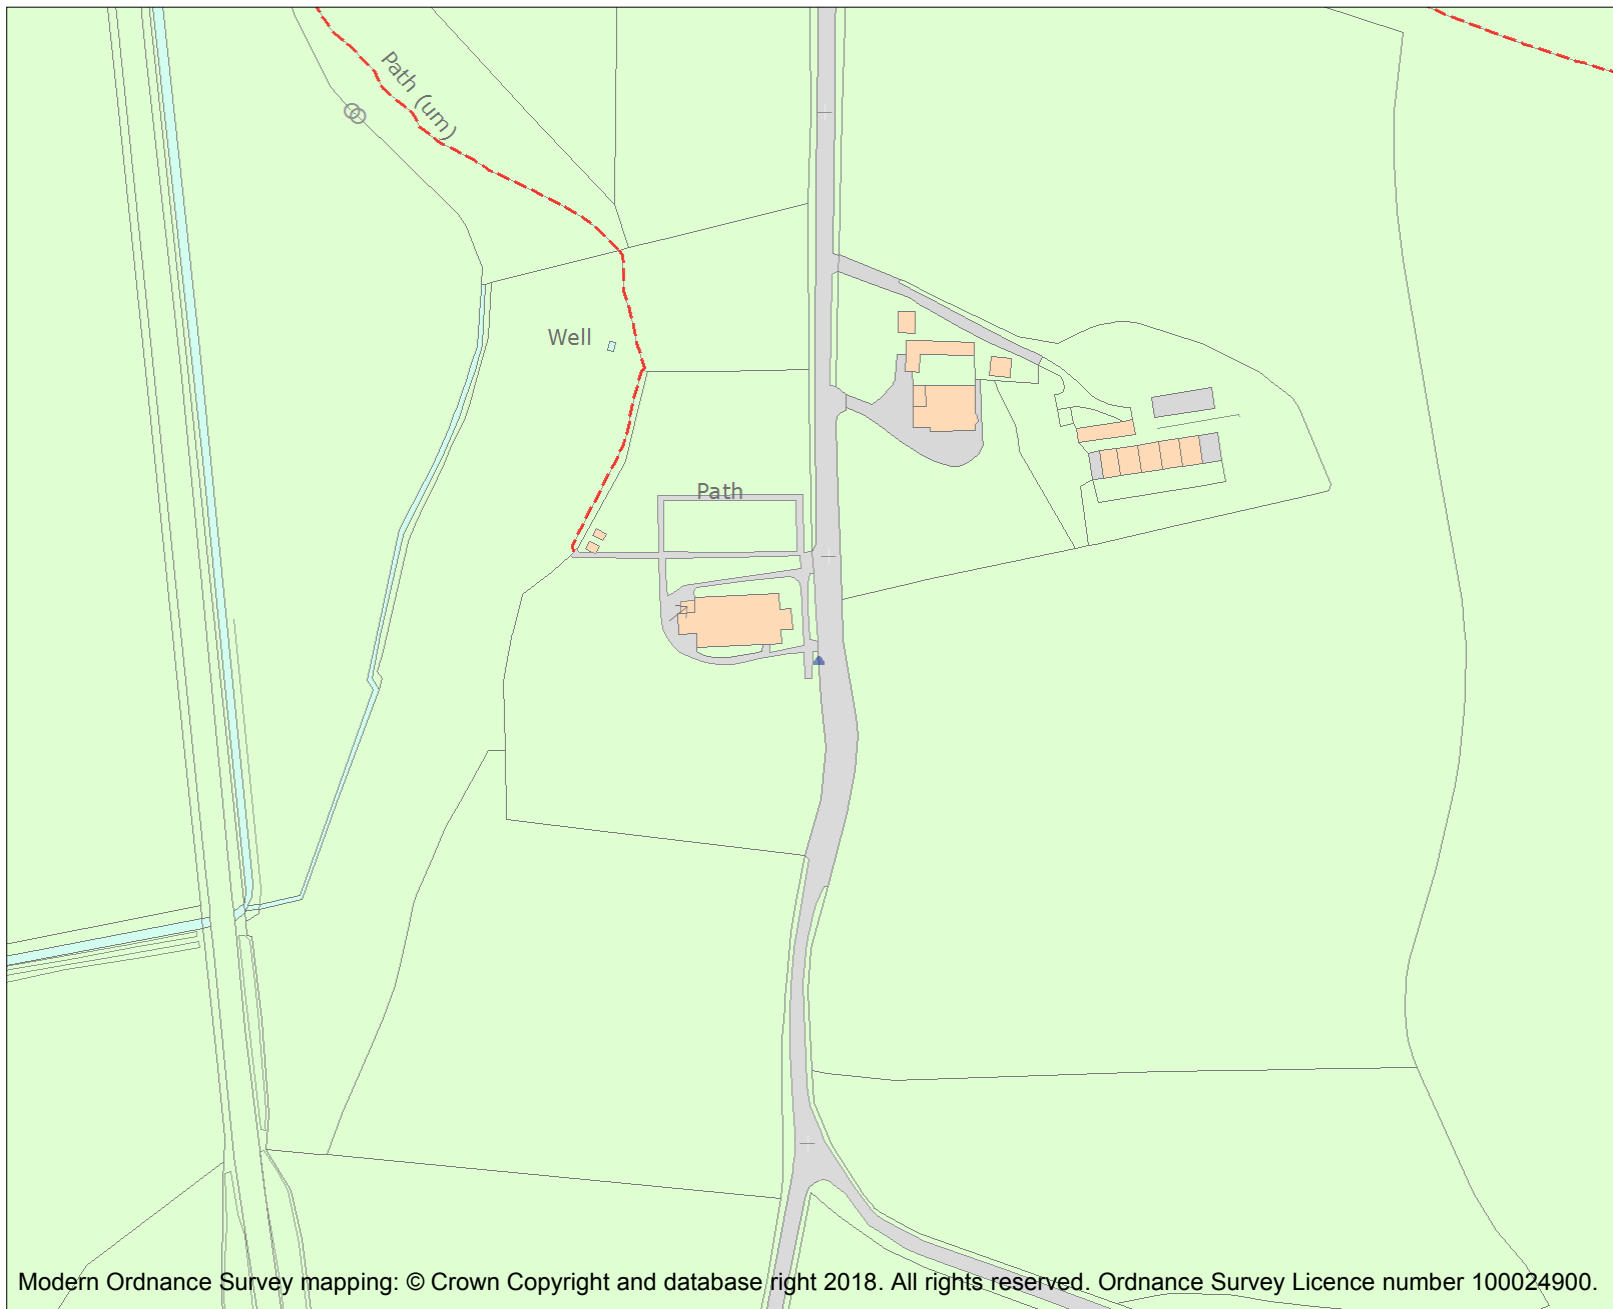 Path (um)
Well
Path
Modern Ordnance Survey mapping: © Crown Copyright and database right 2018. All rights reserved. Ordnance Survey Licence number 100024900.